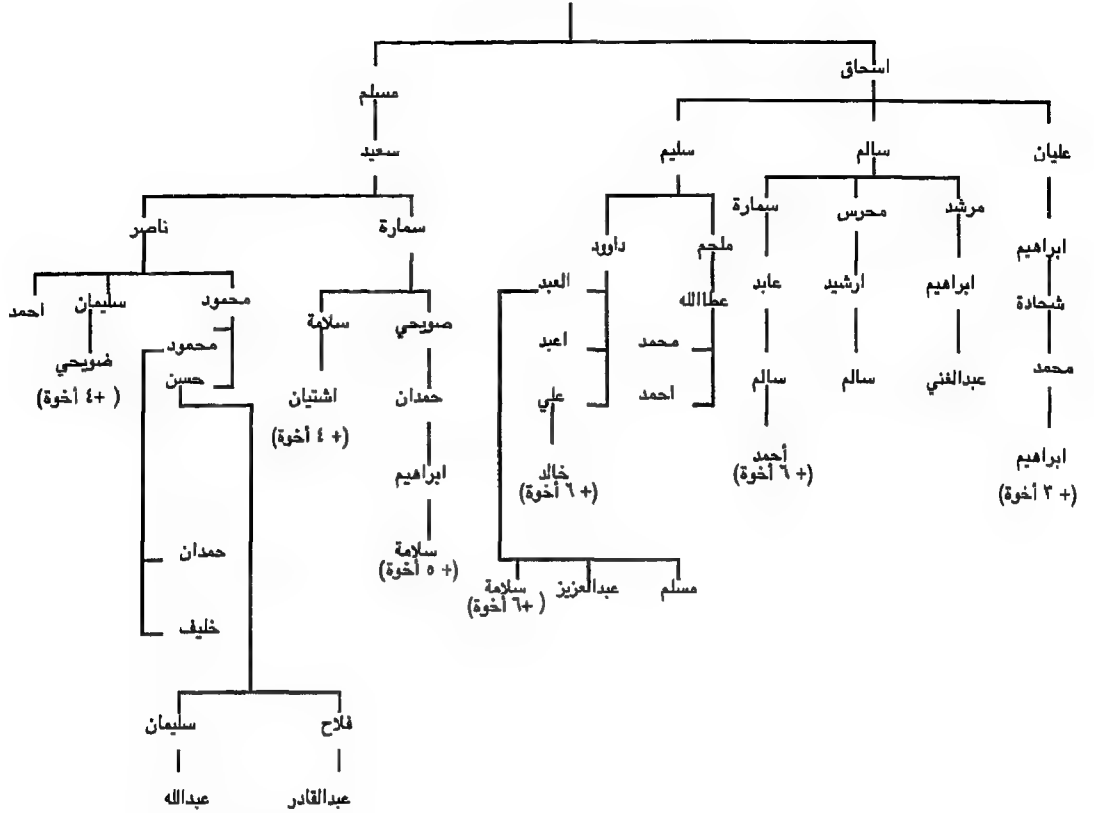 اسحاق
مسلم
عليان
سالم
سليم
سعيد
مرشد
محرس
سمارة
سمارة
ناصر
ابراهيم
ملحم
داوود
شحادة
ابراهيم
ارشيد
عابد
عطاالله
العبد
صويحي
سلامة
محمود
سليمان
احمد
محمد
عبدالغني
سالم
سالم
محمد
اعبد
محمود
ضويحي
(+٤ أخوة)
حسن
احمد
علي
حمدان
اشتيان
(+ ٤ أخوة)
ابراهيم
(+ ٣ أخوة)
أحمد
(+ ٦ أخوة)
خالد
(+ ٦ أخوة)
ابراهيم
سلامة
(+ ٥ أخوة)
حمدان
مسلم
عبدالعزيز
سلامة
(+٦ أخوة)
خليف
فلاح
سليمان
عبدالقادر
عبدالله